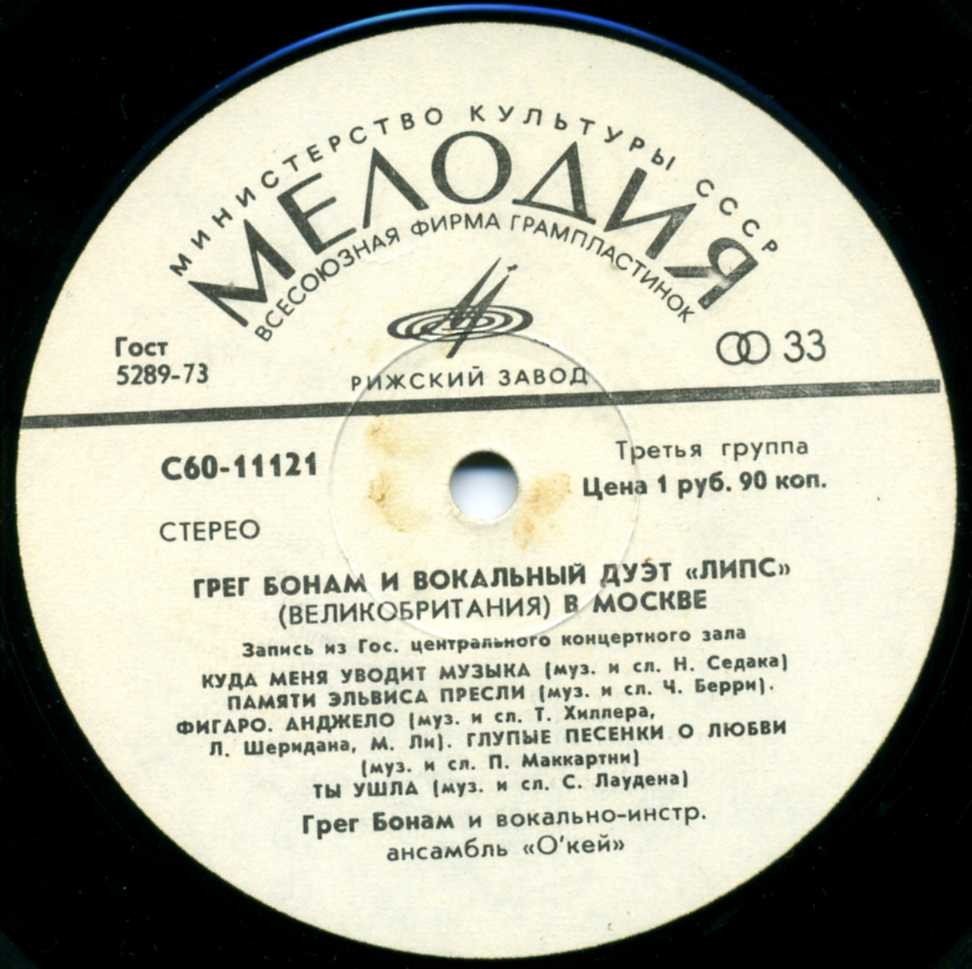 МИНИСТЕРСТВО КУЛЬТУРЫ СССР
МЕЛОДИЯ
ВСЕСОЮЗНАЯ ФИРМА ГРАМПЛАСТИНОК
Гост
5289-73
33
РИЖСКИЙ ЗАВОД
С60-11121
Третья группа
Цена 1 руб. 90 коп.
СТЕРЕО
ГРЕГ БОНАМ И ВОКАЛЬНЫЙ ДУЭТ «ЛИПС»
(ВЕЛИКОБРИТАНИЯ) В МОСКВЕ
Запись из Гос. центрального концертного зала
КУДА МЕНЯ УВОДИТ МУЗЫКА (муз. и сл. Н. Седака)
ПАМЯТИ ЭЛЬВИСА ПРЕСЛИ (муз. и сл. Ч. Берри).
ФИГАРО. АНДЖЕЛО (муз. и сл. Т. Хиллера,
Л. Шеридана, М. Ли). ГЛУПЫЕ ПЕСЕНКИ О ЛЮБВИ
(муз. и сл. П. Маккартни)
ТЫ УШЛА (муз. и сл. С. Лаудена)
Грег Бонам и вокально-инстр.
ансамбль «О'кей»